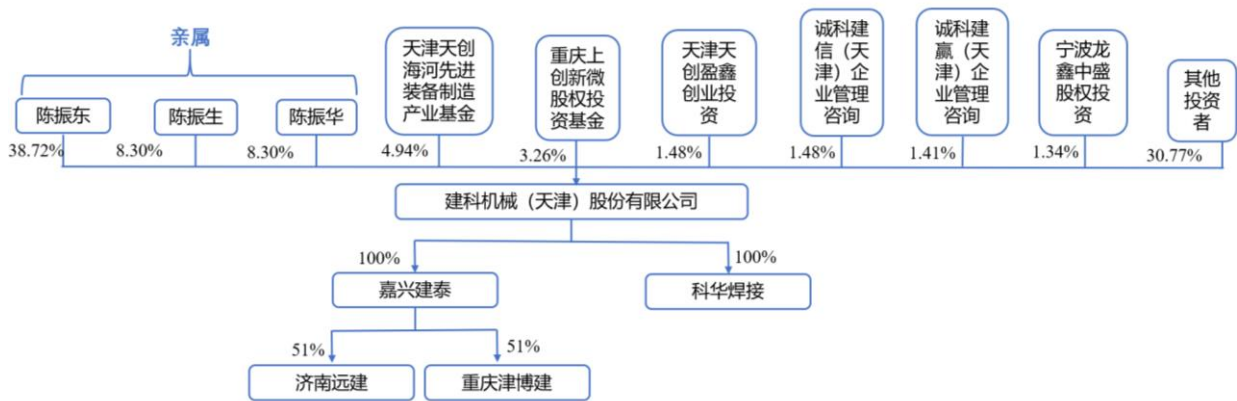 亲属
陈振东
陈振生
陈振华
天津天创
海河先进
装备制造
产业基金
重庆上
创新微
股权投
资基金
天津天
创盈鑫
创业投
资
诚科建
信（天
津）企
业管理
咨询
诚科建
赢（天
津）企
业管理
咨询
宁波龙
鑫中盛
股权投
资
其他
投资
者
38.72%
8.30%
8.30%
4.94%
3.26%
1.48%
1.48%
1.41%
1.34%
30.77%
建科机械（天津）股份有限公司
100%
100%
嘉兴建泰
科华焊接
51%
51%
济南远建
重庆津博建